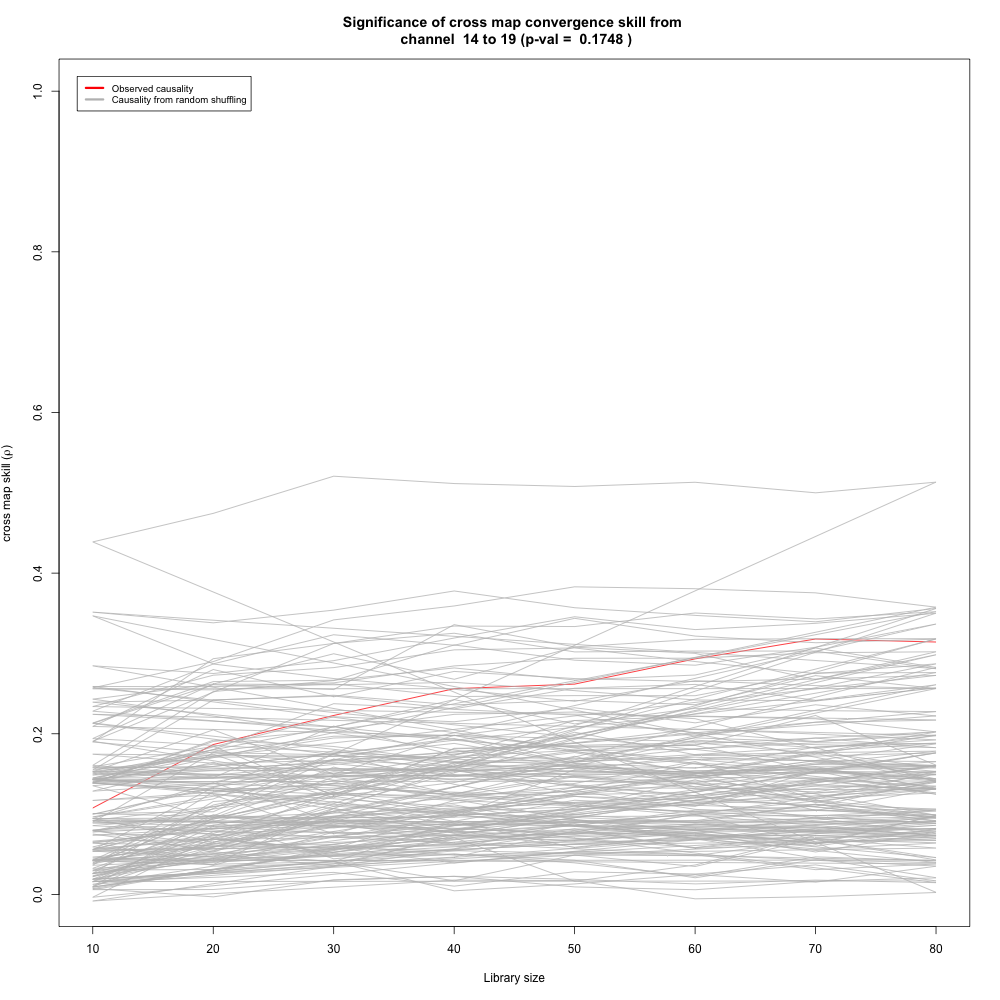 Significance of cross map convergence skill from
channel 14 to 19 (p-val = 0.1748 )
Observed causality
Causality from random shuffling
cross map skill (ρ)
1.0
0.8
0.6
0.4
0.2
0.0
10 20 30 40 50 60 70 80
Library size